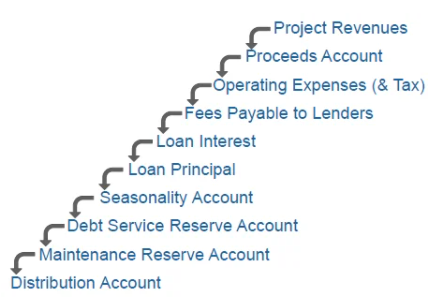 Project Revenues
Proceeds Account
Operating Expenses (& Tax)
Fees Payable to Lenders
Loan Interest
Loan Principal
Seasonality Account
Debt Service Reserve Account
Maintenance Reserve Account
Distribution Account